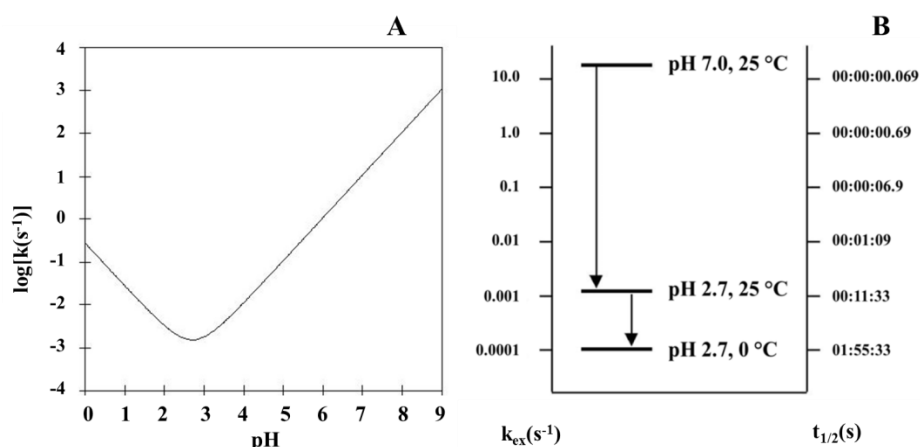 A
4
3
2
1
0
-1
-2
-3
-4
log[k(s⁻¹)]
0 1 2 3 4 5 6 7 8 9
pH
B
pH 7.0, 25 °C
10.0 00:00:00.069
1.0 00:00:00.69
0.1 00:00:06.9
0.01 00:01:09
pH 2.7, 25 °C
0.001 00:11:33
0.0001 pH 2.7, 0 °C 01:55:33
kₑₓ(s⁻¹) t₁/₂(s)